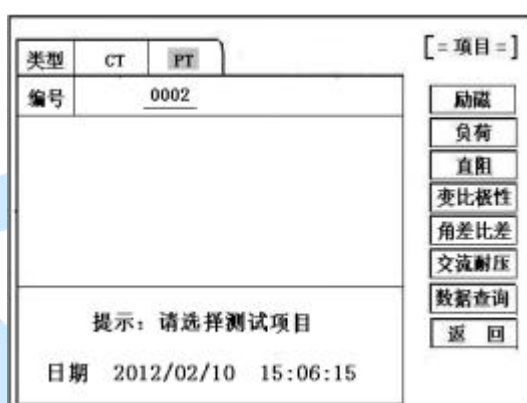 类型 CT PT
编号 0002
提示：请选择测试项目
日期 2012/02/10 15:06:15
[=项目=]
励磁
负荷
直阻
变比极性
角差比差
交流耐压
数据查询
返 回